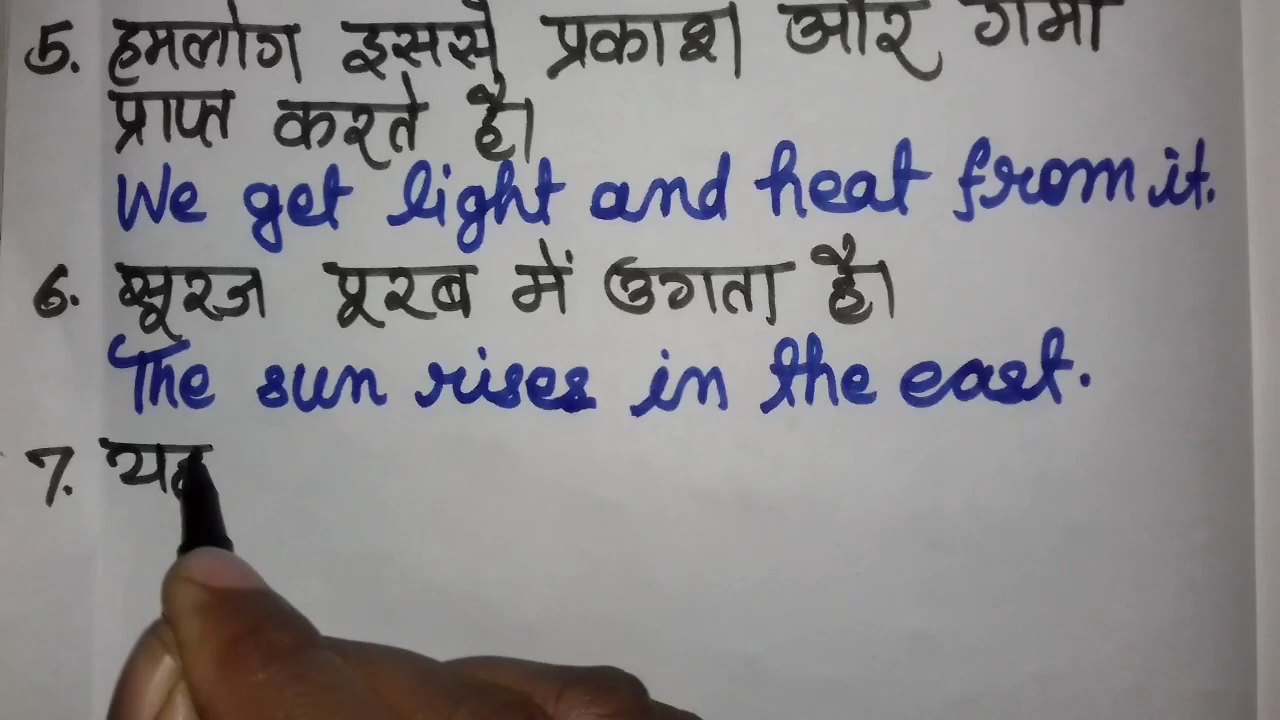 5. हमलोग इससे प्रकाश और गर्मी
प्राप्त करते है।
We get light and heat from it.
6. सूरज पूरब में उगता है।
The sun rises in the east.
7. यह